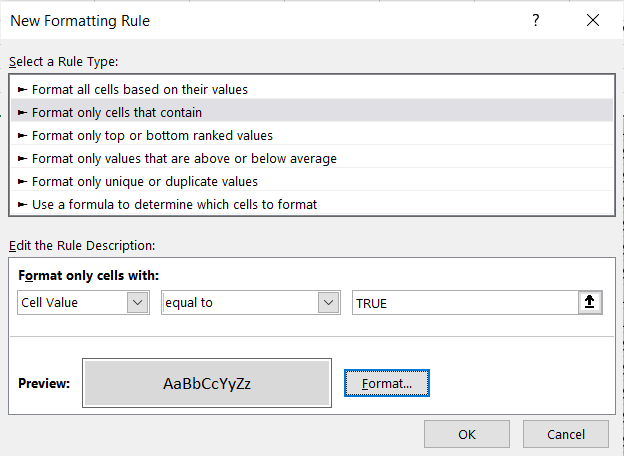 New Formatting Rule ?
Select a Rule Type:
► Format all cells based on their values
► Format only cells that contain
► Format only top or bottom ranked values
► Format only values that are above or below average
► Format only unique or duplicate values
► Use a formula to determine which cells to format
Edit the Rule Description:
Format only cells with:
Cell Value equal to TRUE
Preview: AaBbCcYyZz Format...
OK Cancel